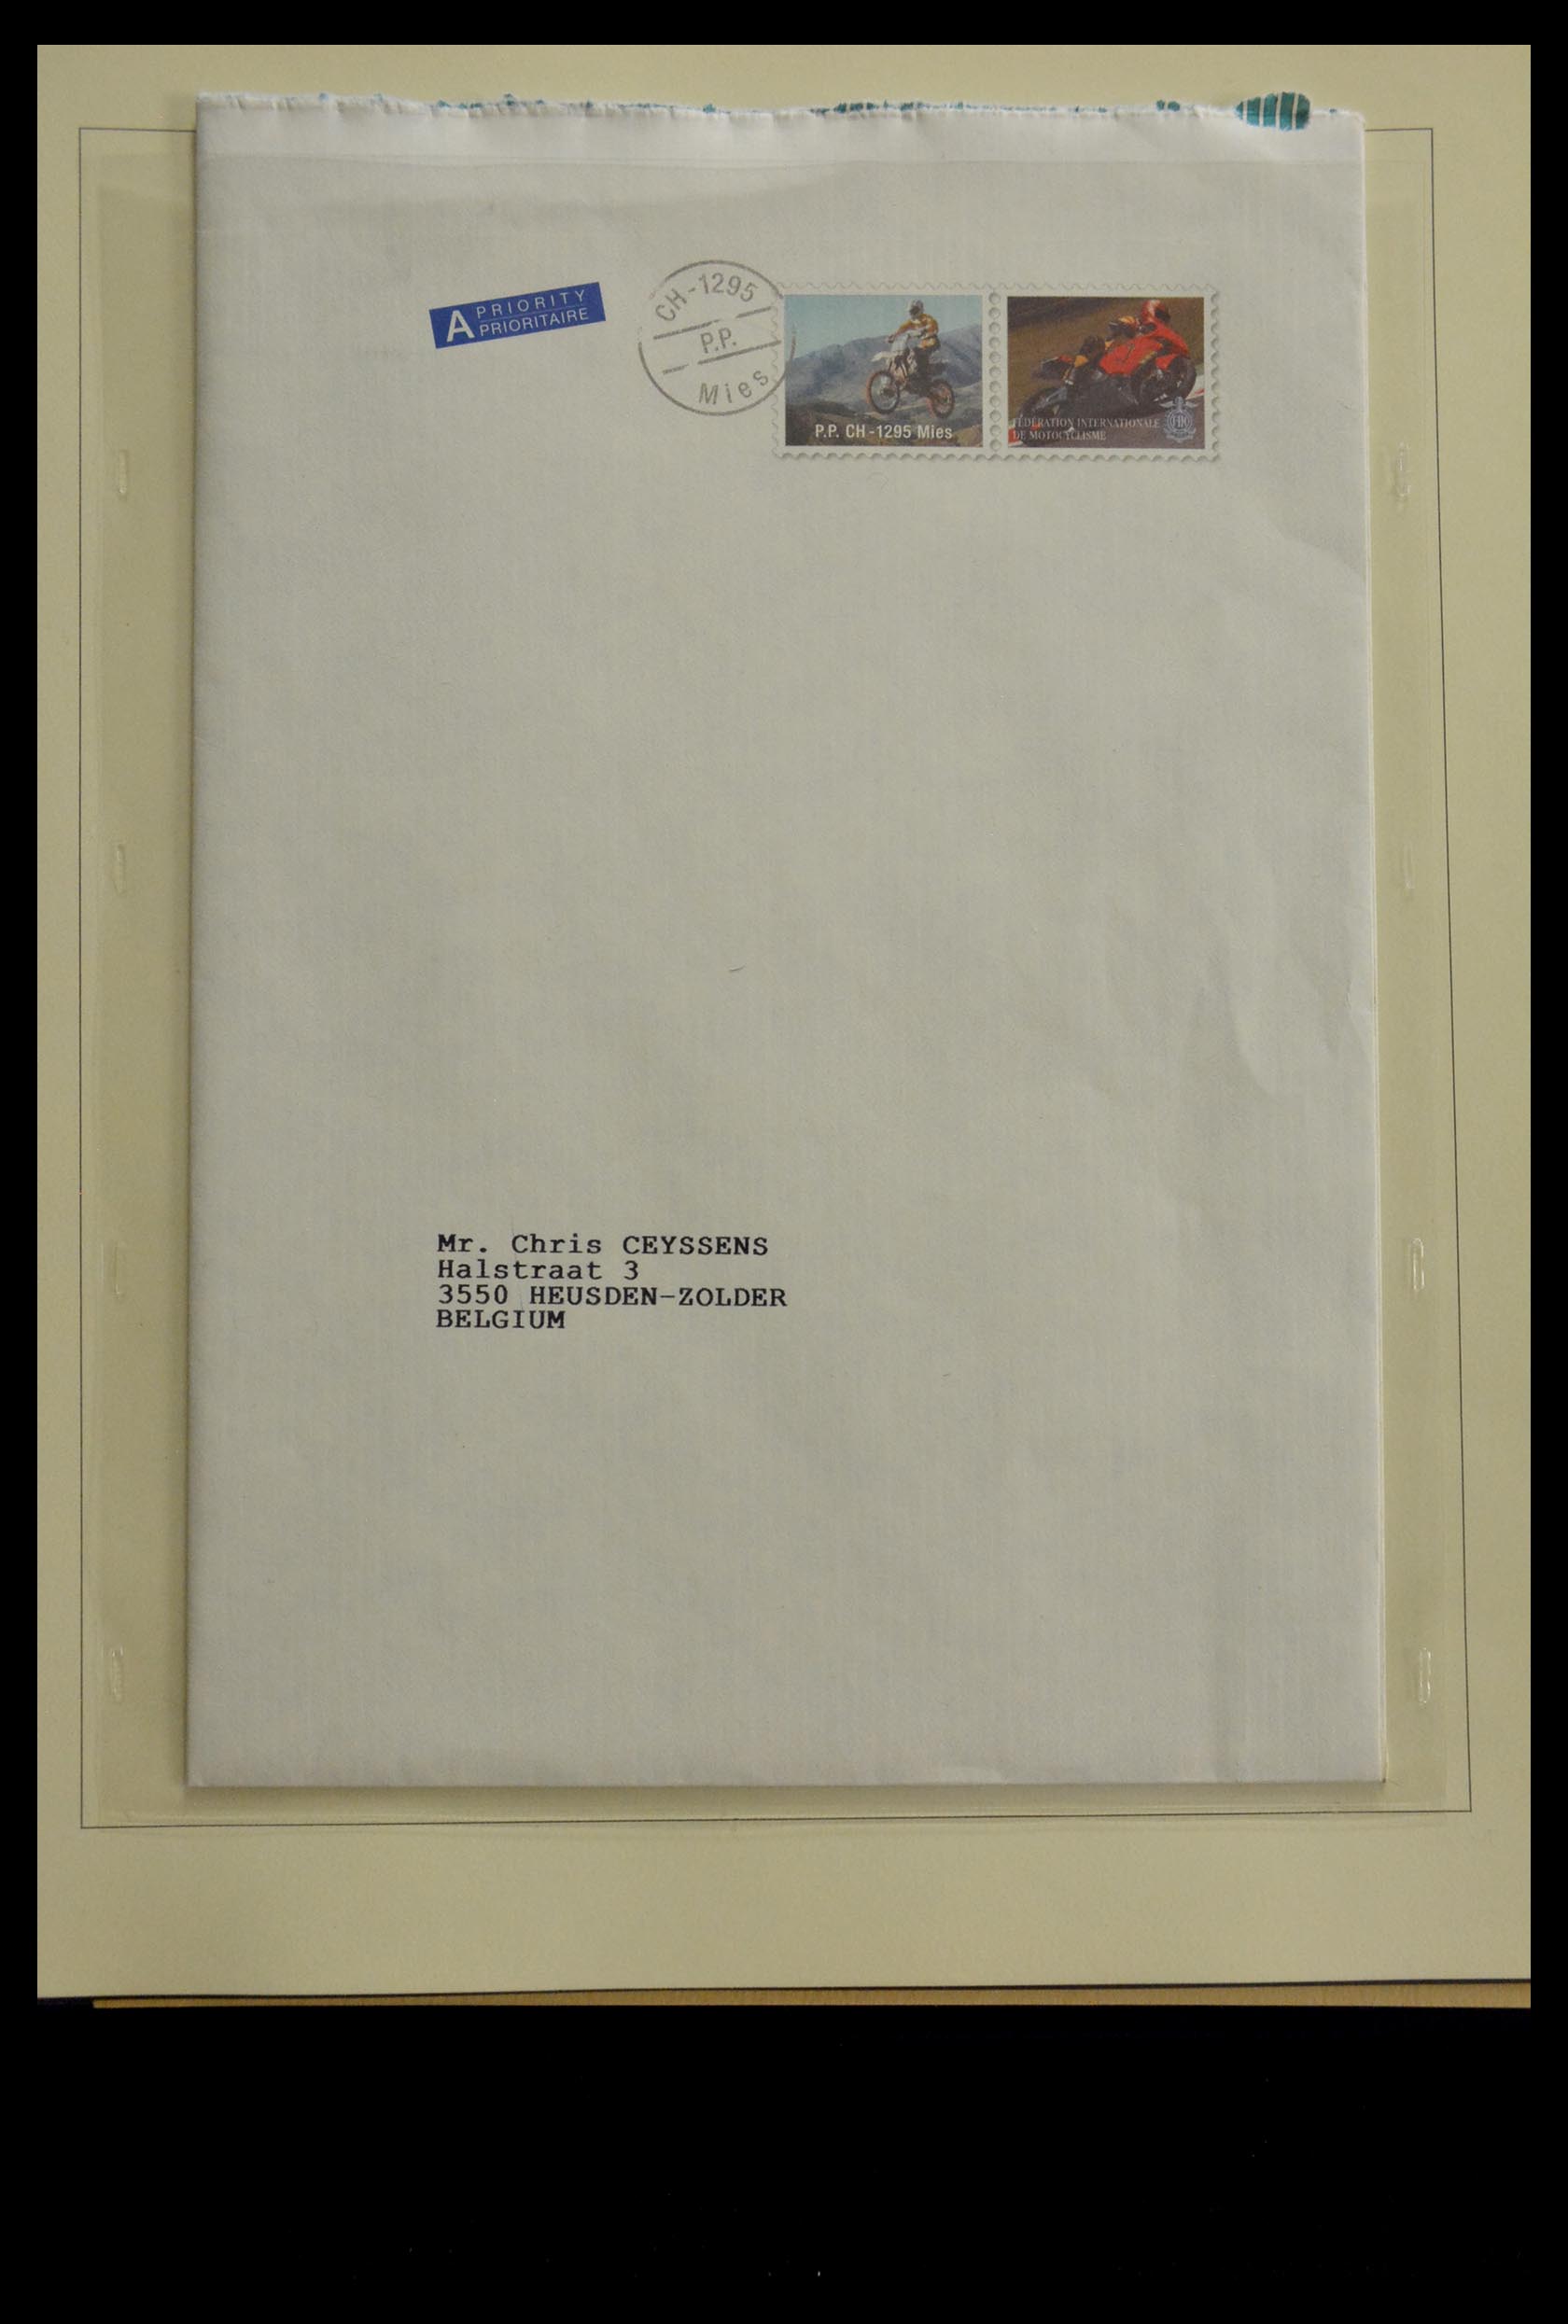 A PRIORITY
PRIORITAIRE
CH-1295
P.P.
Mies
P.P. CH-1295 Mies
FÉDÉRATION INTERNATIONALE
DE MOTOCYCLISME
Mr. Chris CEYSSENS
Halstraat 3
3550 HEUSDEN-ZOLDER
BELGIUM